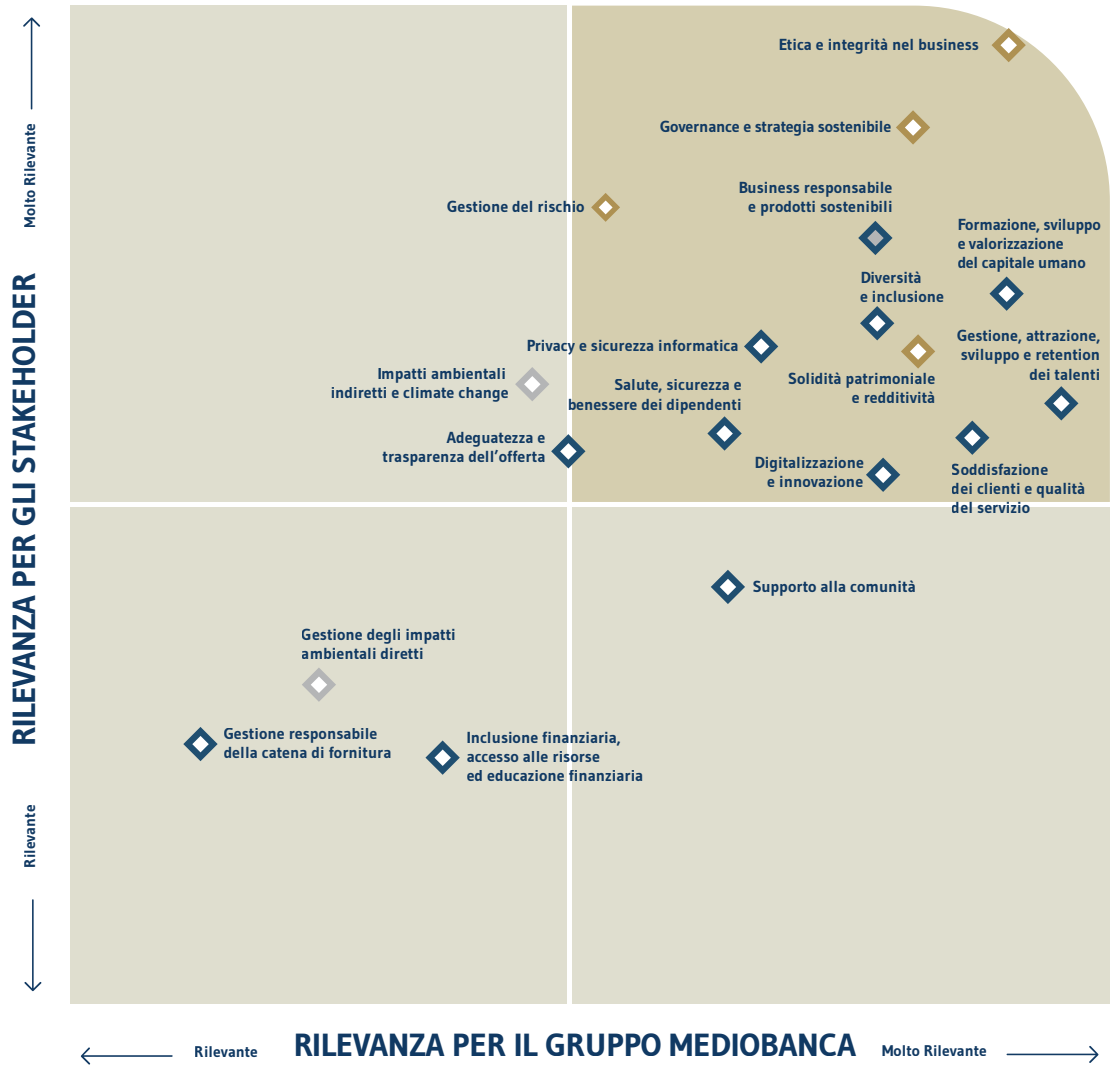 Etica e integrità nel business
Governance e strategia sostenibile
Molto Rilevante
Business responsabile
e prodotti sostenibili
Gestione del rischio
Formazione, sviluppo
e valorizzazione
del capitale umano
Diversità
e inclusione
RILEVANZA PER GLI STAKEHOLDER
Privacy e sicurezza informatica
Gestione, attrazione,
sviluppo e retention
dei talenti
Impatti ambientali
indiretti e climate change
Salute, sicurezza e
benessere dei dipendenti
Solidità patrimoniale
e redditività
Adeguatezza e
trasparenza dell’offerta
Digitalizzazione
e innovazione
Soddisfazione
dei clienti e qualità
del servizio
Supporto alla comunità
Gestione degli impatti
ambientali diretti
Gestione responsabile
della catena di fornitura
Inclusione finanziaria,
accesso alle risorse
ed educazione finanziaria
Rilevante
Rilevante
RILEVANZA PER IL GRUPPO MEDIOBANCA
Molto Rilevante